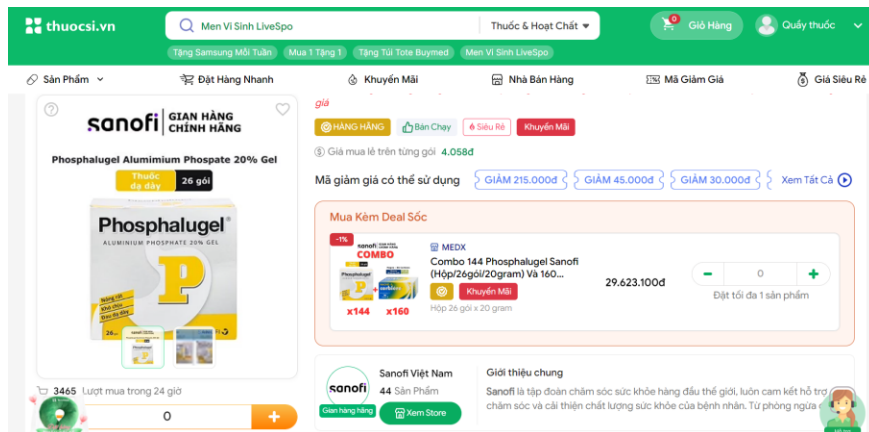 thuocsi.vn
Men Vi Sinh LiveSpo
Thuốc & Hoạt Chất
9
Giỏ Hàng
Quầy thuốc
Tặng Samsung Mỗi Tuần
Mua 1 Tặng 1
Tặng Túi Tote Buymed
Men Vi Sinh LiveSpo
Sản Phẩm
Đặt Hàng Nhanh
Khuyến Mãi
Nhà Bán Hàng
Mã Giảm Giá
Giá Siêu Rẻ
sanofi GIAN HÀNG CHÍNH HÃNG
Phosphalugel Alumimium Phospate 20% Gel
Thuốc dạ dày
26 gói
Phosphalugel
ALUMINIUM PHOSPHATE 20% GEL
P
Nóng rát
Khó chịu
Đau dạ dày
3465 Lượt mua trong 24 giờ
0 +
giá
HÀNG HÃNG
Bán Chạy
Siêu Rẻ
Khuyến Mãi
Giá mua lẻ trên từng gói 4.058đ
Mã giảm giá có thể sử dụng
GIẢM 215.000đ
GIẢM 45.000đ
GIẢM 30.000đ
Xem Tất Cả
Mua Kèm Deal Sốc
-1%
COMBO
x144 x160
MEDX
Combo 144 Phosphalugel Sanofi
(Hộp/26gói/20gram) Và 160...
Khuyến Mãi
Hộp 26 gói x 20 gram
29.623.100đ
- 0 +
Đặt tối đa 1 sản phẩm
sanofi
Gian hàng hãng
Sanofi Việt Nam
44 Sản Phẩm
Xem Store
Giới thiệu chung
Sanofi là tập đoàn chăm sóc sức khỏe hàng đầu thế giới, luôn cam kết hỗ trợ
chăm sóc và cải thiện chất lượng sức khỏe của bệnh nhân. Từ phòng ngừa